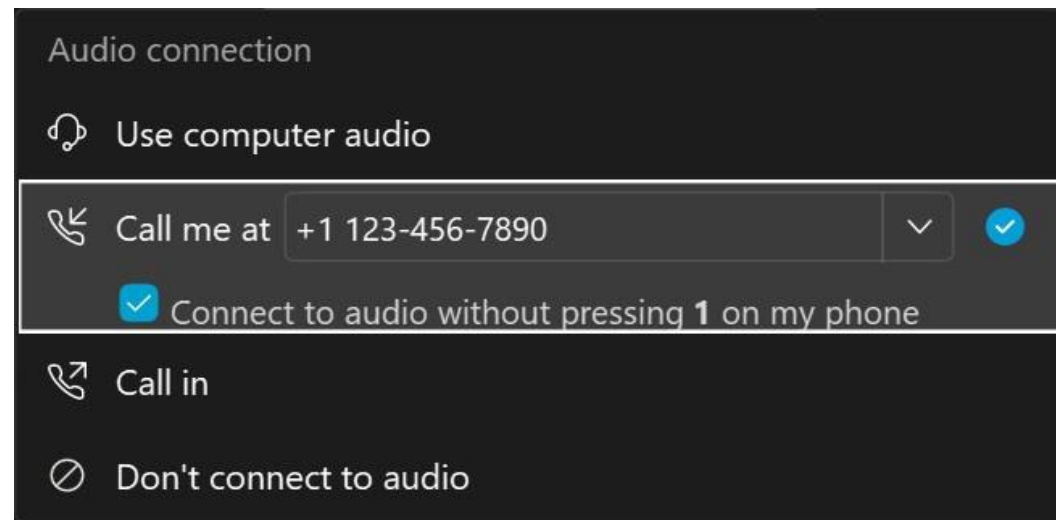 Audio connection
Use computer audio
Call me at +1 123-456-7890
Connect to audio without pressing 1 on my phone
Call in
Don't connect to audio